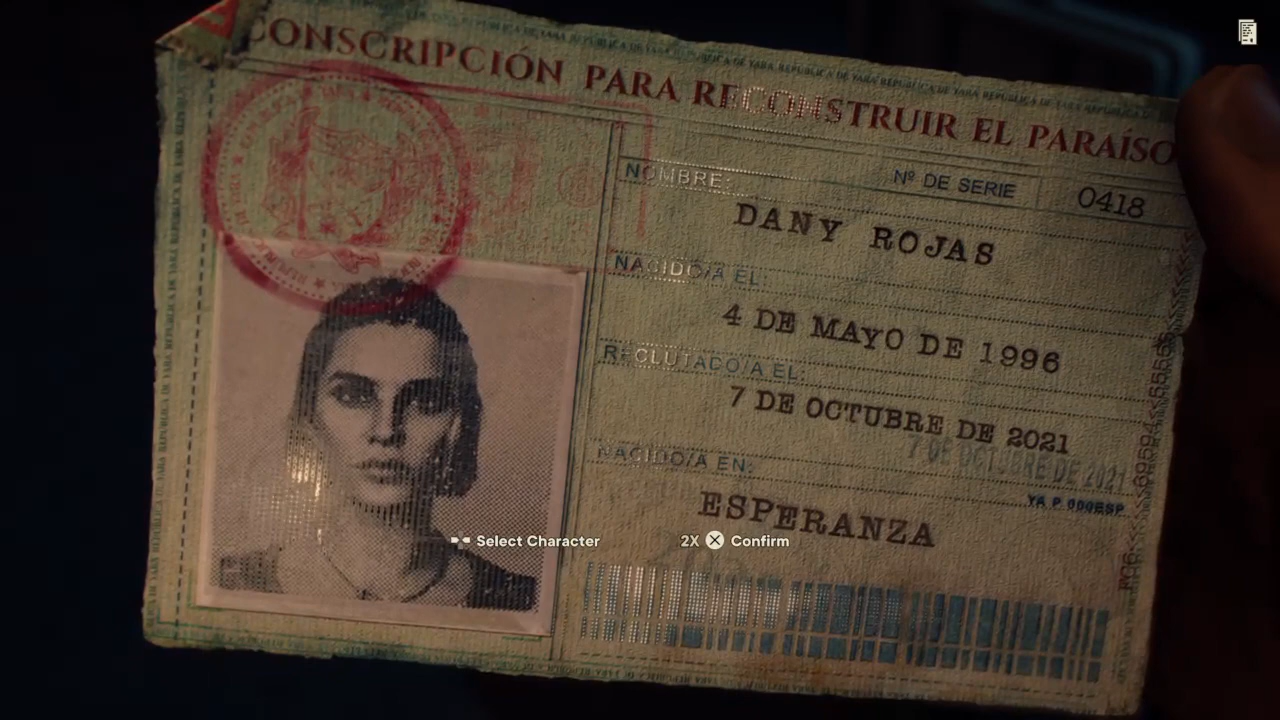 CONSCRIPCIÓN PARA RECONSTRUIR EL PARAÍSO
NOMBRE:
Nº DE SERIE
0418
DANY ROJAS
NACIDO/A EL:
4 DE MAYO DE 1996
RECLUTADO/A EL:
7 DE OCTUBRE DE 2021
7 DE OCTUBRE DE 2021
NACIDO/A EN:
YA P 000ESP
ESPERANZA
Select Character
2X Confirm